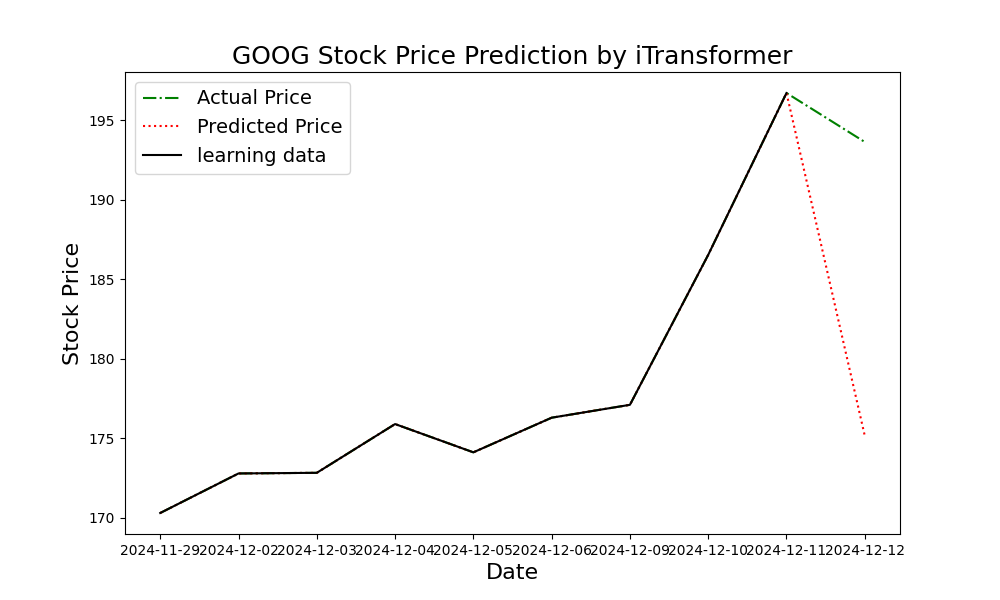 GOOG Stock Price Prediction by iTransformer
Actual Price
Predicted Price
learning data
195
190
185
180
175
170
Stock Price
2024-11-29 2024-12-02 2024-12-03 2024-12-04 2024-12-05 2024-12-06 2024-12-09 2024-12-10 2024-12-11 2024-12-12
Date